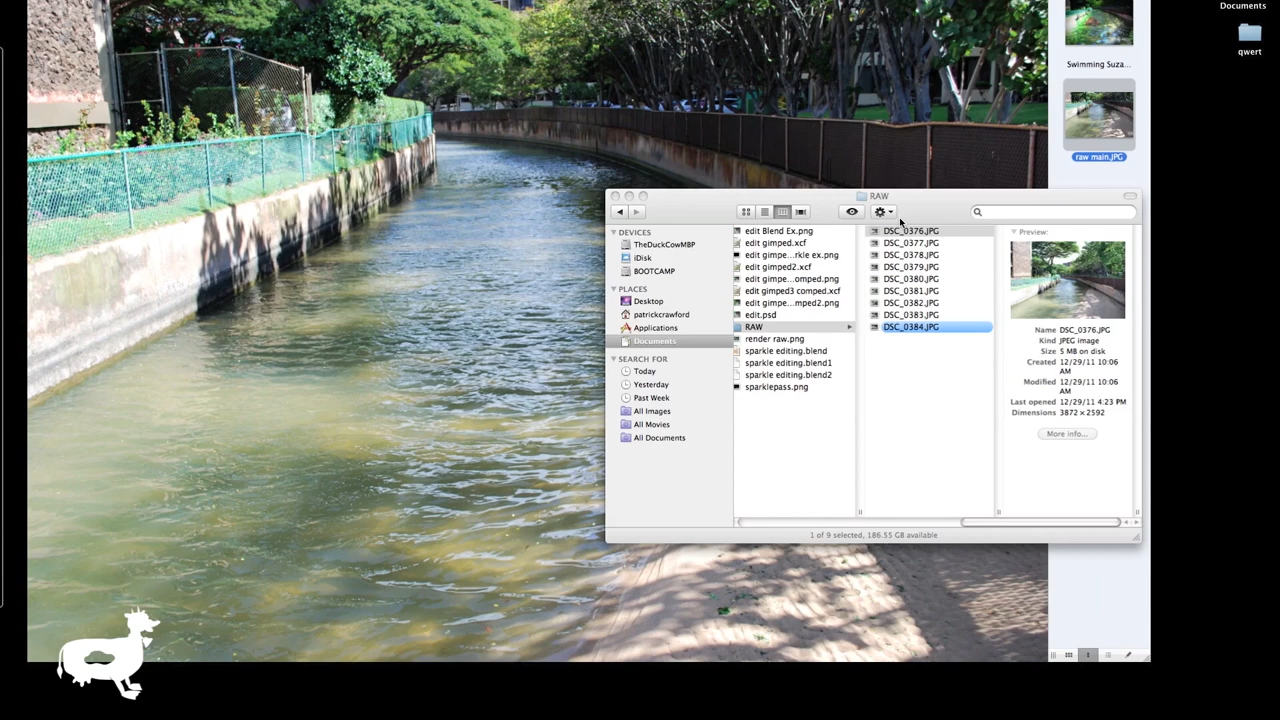 Documents
qwert
Swimming Suza...
raw main.JPG
RAW
DEVICES
TheDuckCowMBP
iDisk
BOOTCAMP
PLACES
Desktop
patrickcrawford
Applications
Documents
SEARCH FOR
Today
Yesterday
Past Week
All Images
All Movies
All Documents
edit Blend Ex.png
edit gimped.xcf
edit gimpe...rkle ex.png
edit gimped2.xcf
edit gimpe...omped.png
edit gimped3 comped.xcf
edit gimpe...mped2.png
edit.psd
RAW
render raw.png
sparkle editing.blend
sparkle editing.blend1
sparkle editing.blend2
sparklepass.png
DSC_0376.JPG
DSC_0377.JPG
DSC_0378.JPG
DSC_0379.JPG
DSC_0380.JPG
DSC_0381.JPG
DSC_0382.JPG
DSC_0383.JPG
DSC_0384.JPG
Preview:
Name DSC_0376.JPG
Kind JPEG image
Size 5 MB on disk
Created 12/29/11 10:06
AM
Modified 12/29/11 10:06
AM
Last opened 12/29/11 4:23 PM
Dimensions 3872 × 2592
More info...
1 of 9 selected, 186.55 GB available